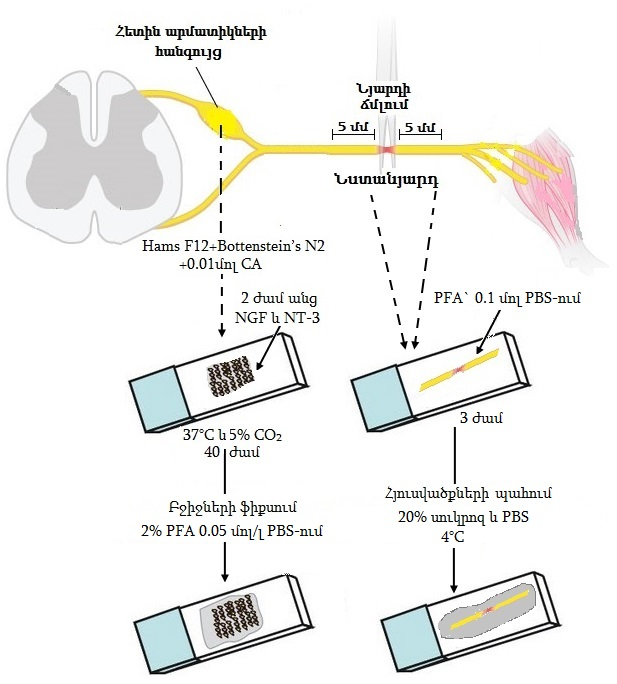 Հետին արմատիկների
հանգույց
Նյարդի
ճմլում
5 մմ
5 մմ
Նստանյարդ
Hams F12+Bottenstein’s N2
+0.01մոլ CA
2 ժամ անց
NGF և NT-3
PFA՝ 0.1 մոլ PBS-ում
37°C և 5% CO₂
40 ժամ
3 ժամ
Բջիջների ֆիքսում
2% PFA 0.05 մոլ/լ PBS-ում
Հյուսվածքների պահում
20% սուկրոզ և PBS
4°C